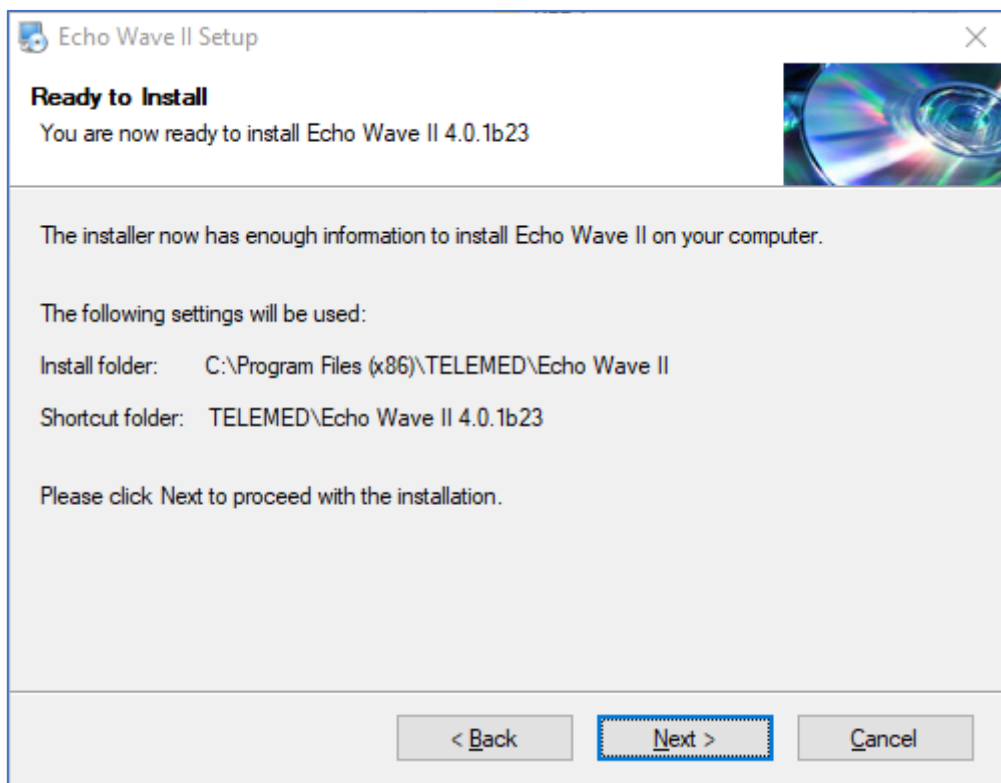 Echo Wave II Setup
Ready to Install
You are now ready to install Echo Wave II 4.0.1b23
The installer now has enough information to install Echo Wave II on your computer.
The following settings will be used:
Install folder: C:\Program Files (x86)\TELEMED\Echo Wave II
Shortcut folder: TELEMED\Echo Wave II 4.0.1b23
Please click Next to proceed with the installation.
< Back Next > Cancel